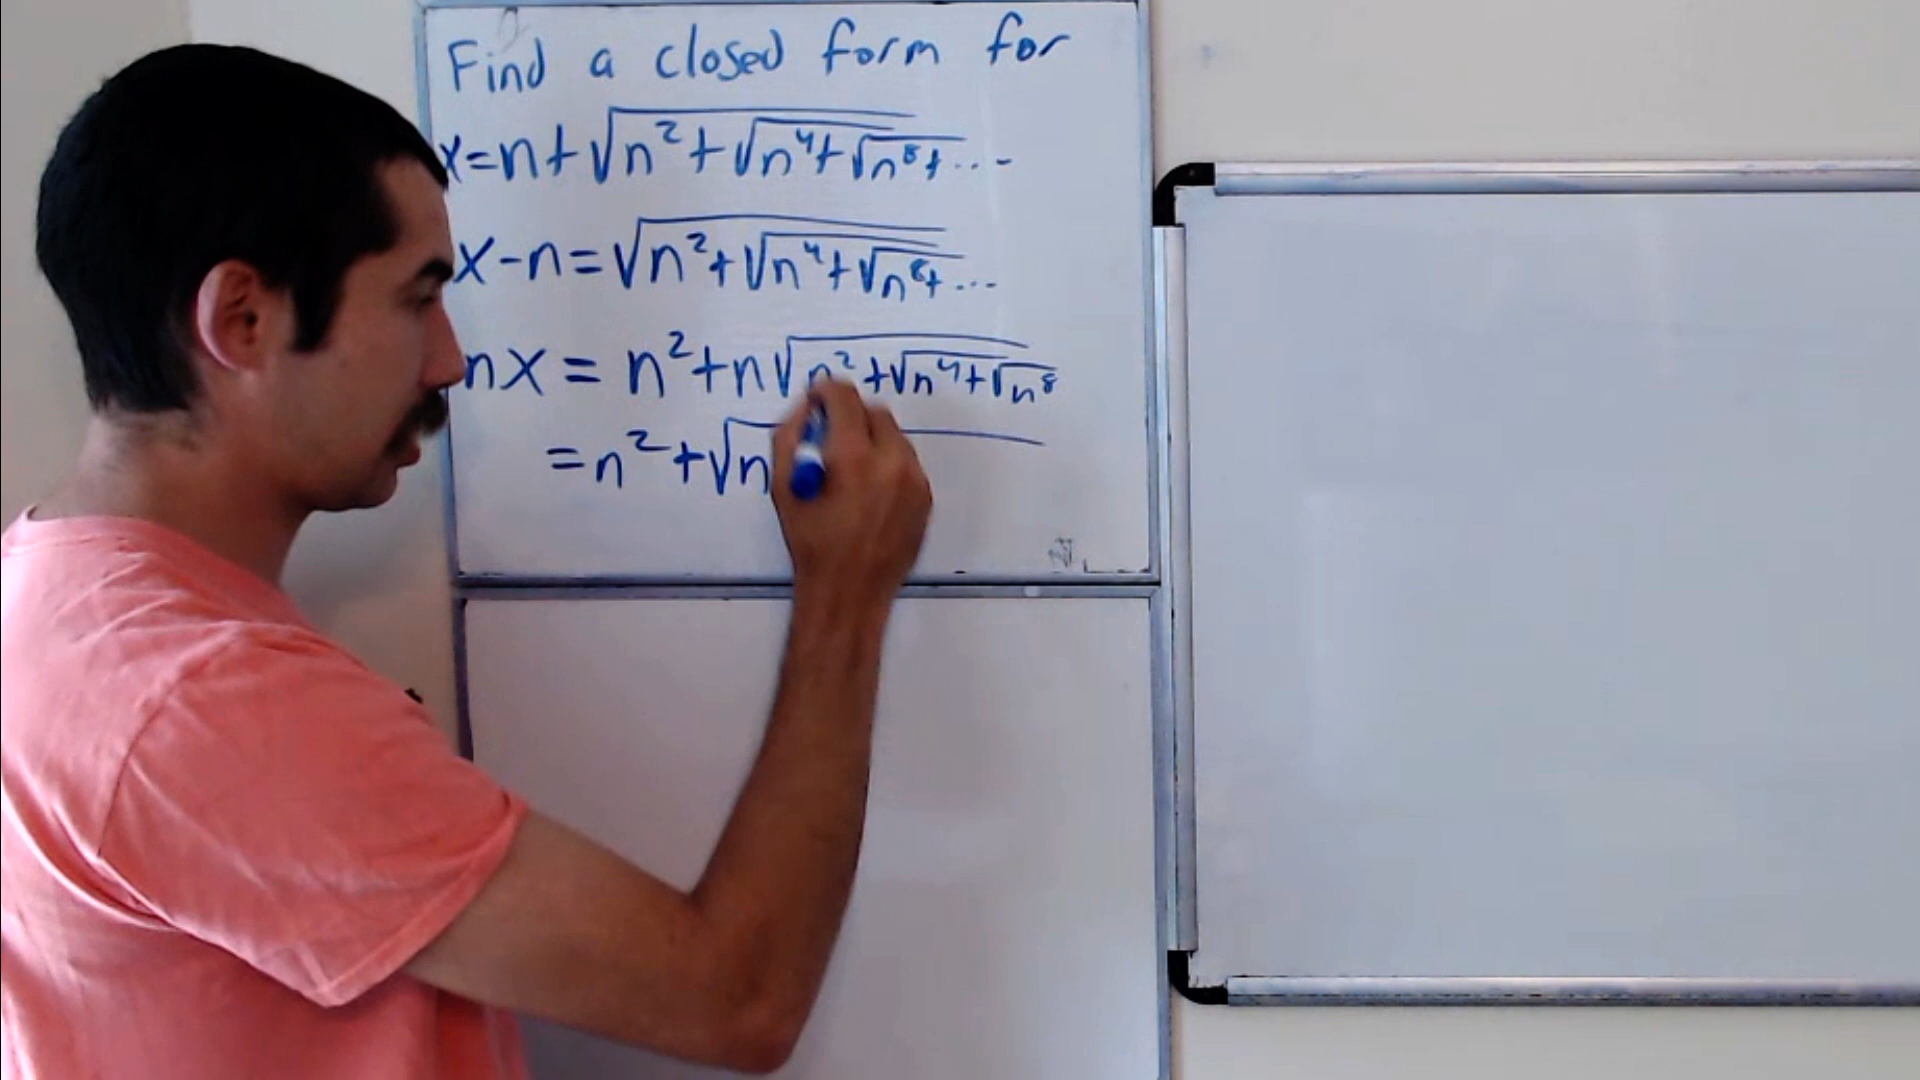 Find a closed form for
x=n+√n²+√n⁴+√n⁸+...
x-n=√n²+√n⁴+√n⁸+...
nx = n²+n√n²+√n⁴+√n⁸
=n²+√n